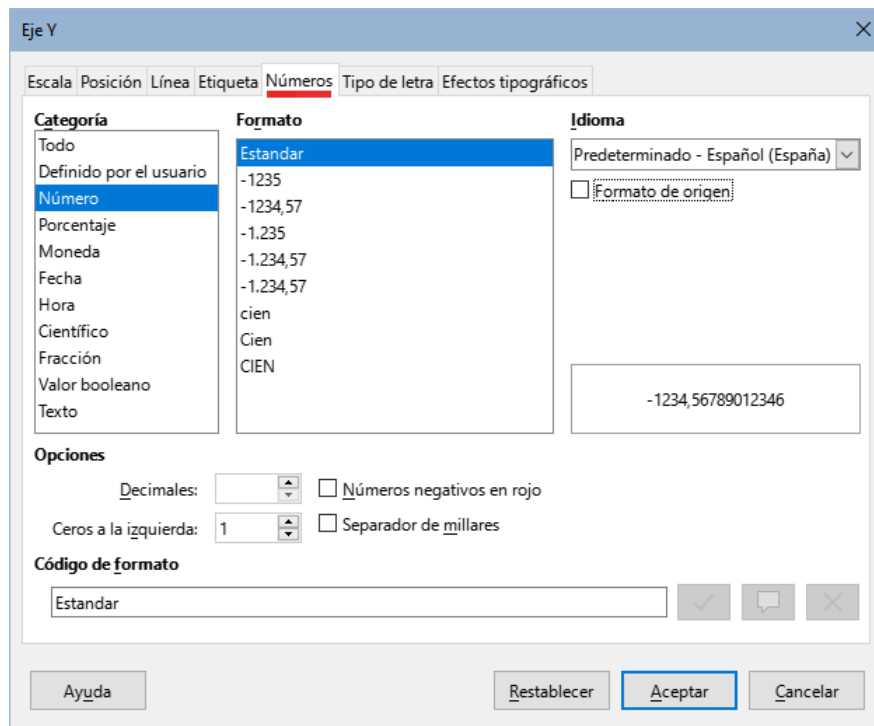 Eje Y
Escala Posición Línea Etiqueta Números Tipo de letra Efectos tipográficos
Categoría
Todo
Definido por el usuario
Número
Porcentaje
Moneda
Fecha
Hora
Científico
Fracción
Valor booleano
Texto
Formato
Estandar
-1235
-1234,57
-1.235
-1.234,57
-1.234,57
cien
Cien
CIEN
Idioma
Predeterminado - Español (España)
Formato de origen
-1234,56789012346
Opciones
Decimales:
Números negativos en rojo
Ceros a la izquierda: 1
Separador de millares
Código de formato
Estandar
Ayuda Restablecer Aceptar Cancelar